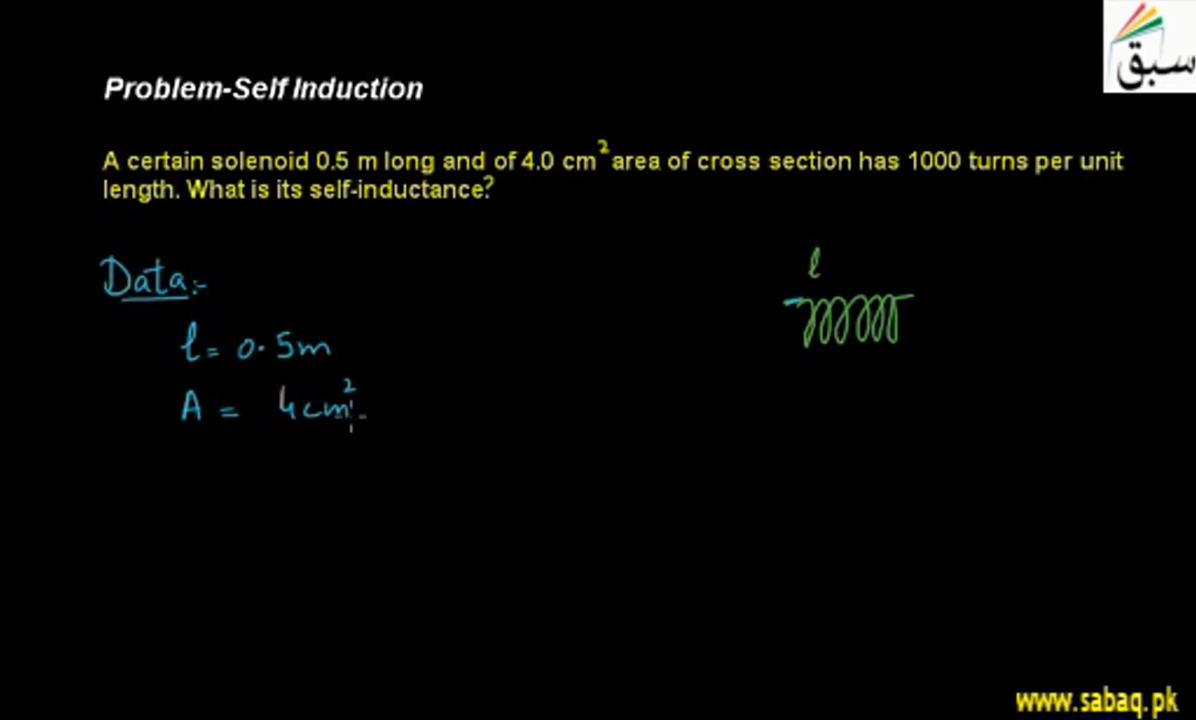 سبق
Problem-Self Induction
A certain solenoid 0.5 m long and of 4.0 cm² area of cross section has 1000 turns per unit
length. What is its self-inductance?
Data:-
l
l = 0.5m
A = 4cm²
www.sabaq.pk